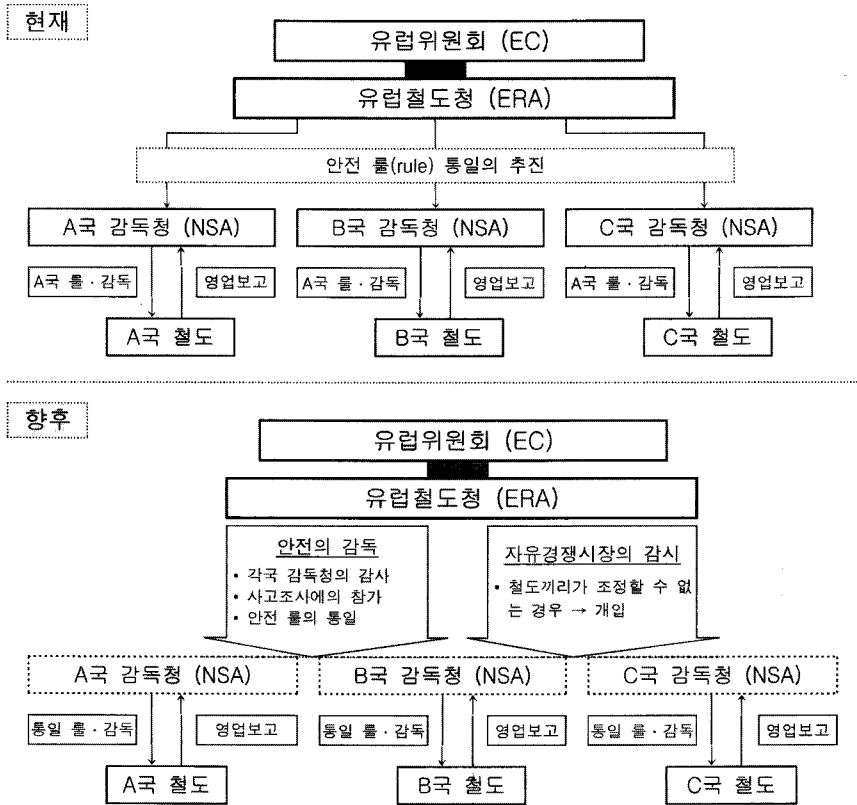 현재
유럽위원회 (EC)
유럽철도청 (ERA)
안전 룰(rule) 통일의 추진
A국 감독청 (NSA)
B국 감독청 (NSA)
C국 감독청 (NSA)
A국 룰·감독
영업보고
A국 룰·감독
영업보고
A국 룰·감독
영업보고
A국 철도
B국 철도
C국 철도
향후
유럽위원회 (EC)
유럽철도청 (ERA)
안전의 감독
• 각국 감독청의 감사
• 사고조사에의 참가
• 안전 룰의 통일
자유경쟁시장의 감시
• 철도끼리가 조정할 수 없
는 경우 → 개입
A국 감독청 (NSA)
B국 감독청 (NSA)
C국 감독청 (NSA)
통일 룰·감독
영업보고
통일 룰·감독
영업보고
통일 룰·감독
영업보고
A국 철도
B국 철도
C국 철도